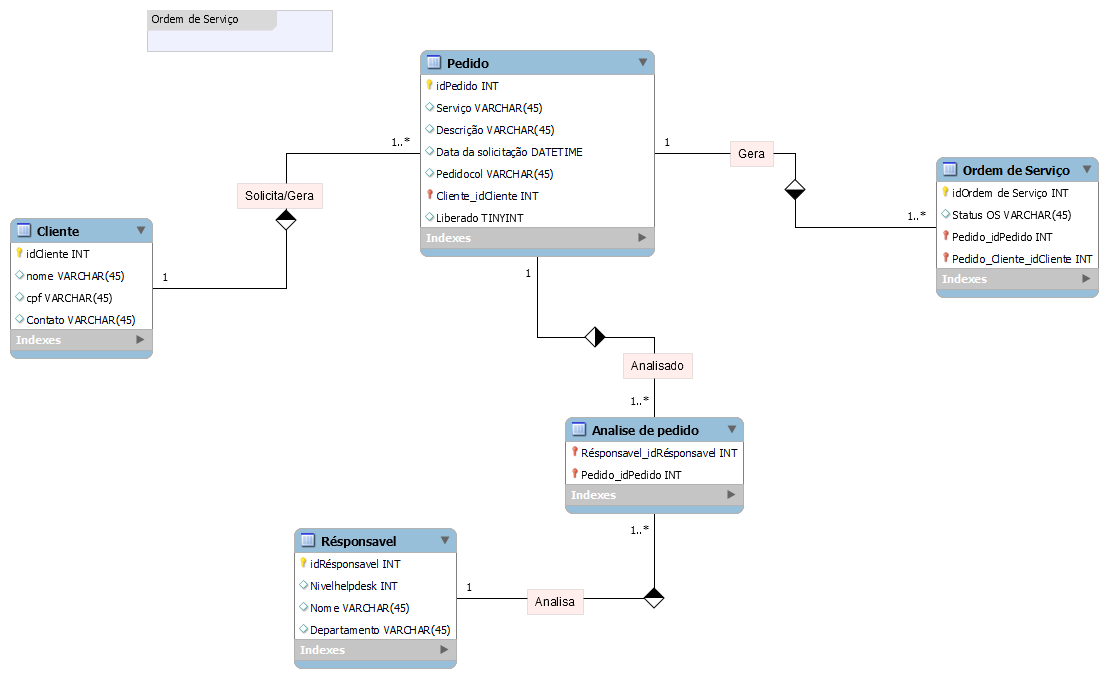 Ordem de Serviço
Pedido
idPedido INT
Serviço VARCHAR(45)
Descrição VARCHAR(45)
Data da solicitação DATETIME
Pedidocol VARCHAR(45)
Cliente_idCliente INT
Liberado TINYINT
Indexes
1..*
1
Gera
1..*
Ordem de Serviço
idOrdem de Serviço INT
Status OS VARCHAR(45)
Pedido_idPedido INT
Pedido_Cliente_idCliente INT
Indexes
Solicita/Gera
Cliente
idCliente INT
nome VARCHAR(45)
cpf VARCHAR(45)
Contato VARCHAR(45)
Indexes
1
1
Analisado
1..*
Analise de pedido
Résponsavel_idRésponsavel INT
Pedido_idPedido INT
Indexes
1..*
Résponsavel
idRésponsavel INT
Nivelhelpdesk INT
Nome VARCHAR(45)
Departamento VARCHAR(45)
Indexes
1
Analisa